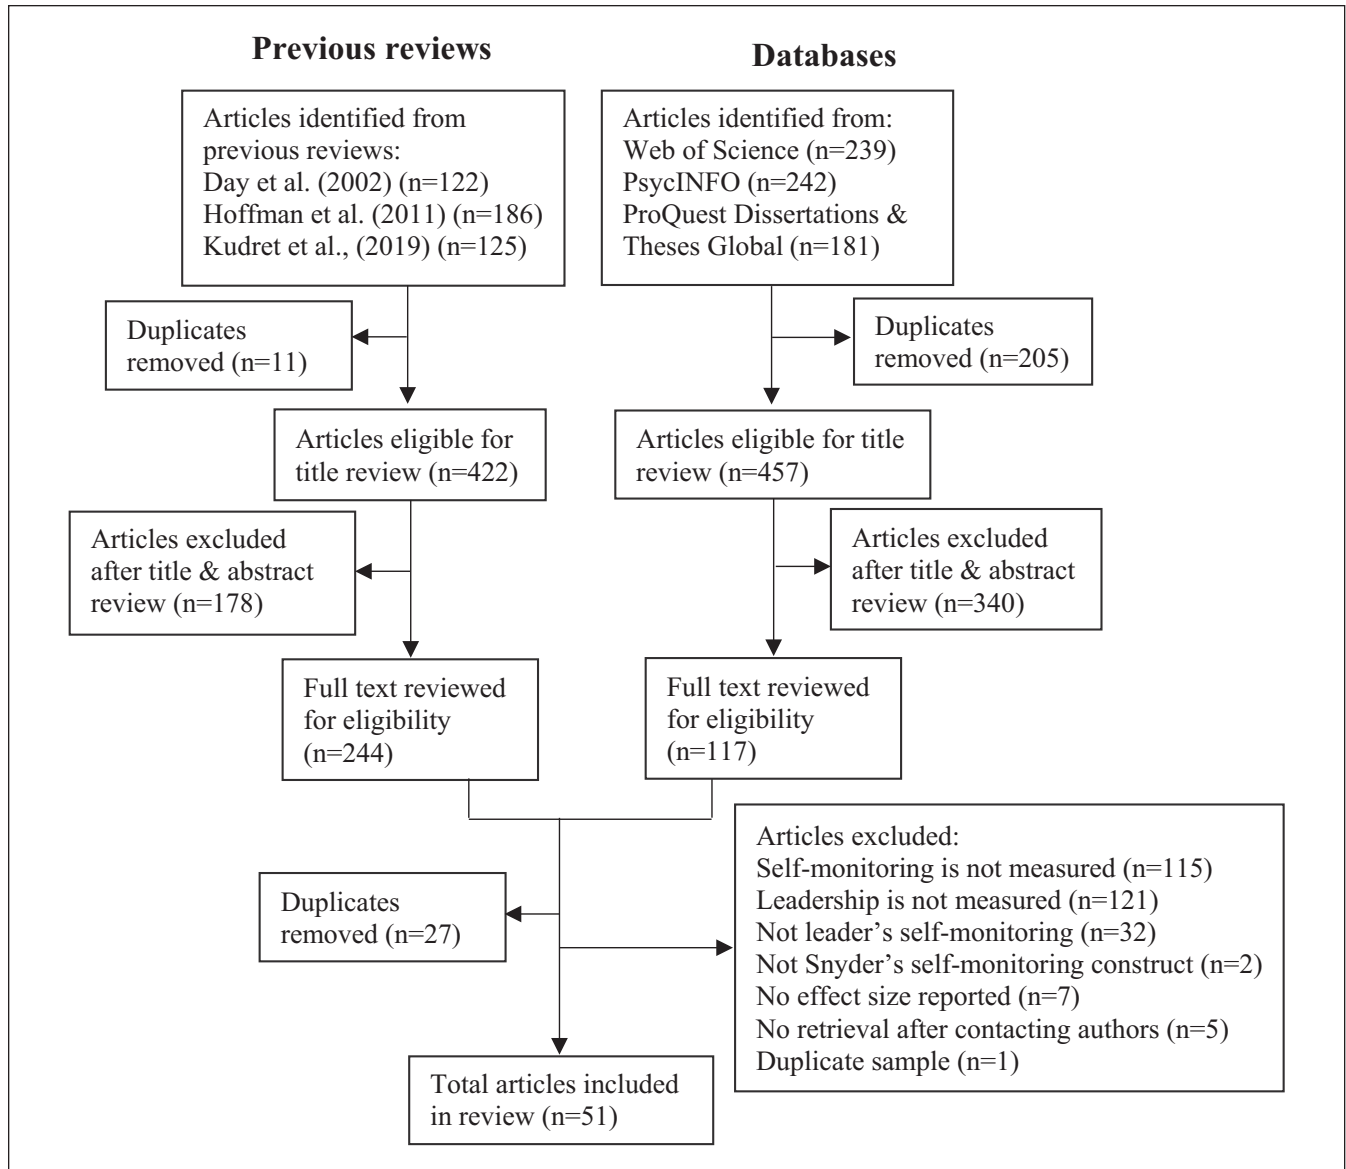 Previous reviews
Databases
Articles identified from
previous reviews:
Day et al. (2002) (n=122)
Hoffman et al. (2011) (n=186)
Kudret et al., (2019) (n=125)
Articles identified from:
Web of Science (n=239)
PsycINFO (n=242)
ProQuest Dissertations &
Theses Global (n=181)
Duplicates
removed (n=11)
Duplicates
removed (n=205)
Articles eligible for
title review (n=422)
Articles eligible for title
review (n=457)
Articles excluded
after title & abstract
review (n=178)
Articles excluded
after title & abstract
review (n=340)
Full text reviewed
for eligibility
(n=244)
Full text reviewed
for eligibility
(n=117)
Duplicates
removed (n=27)
Articles excluded:
Self-monitoring is not measured (n=115)
Leadership is not measured (n=121)
Not leader’s self-monitoring (n=32)
Not Snyder’s self-monitoring construct (n=2)
No effect size reported (n=7)
No retrieval after contacting authors (n=5)
Duplicate sample (n=1)
Total articles included
in review (n=51)